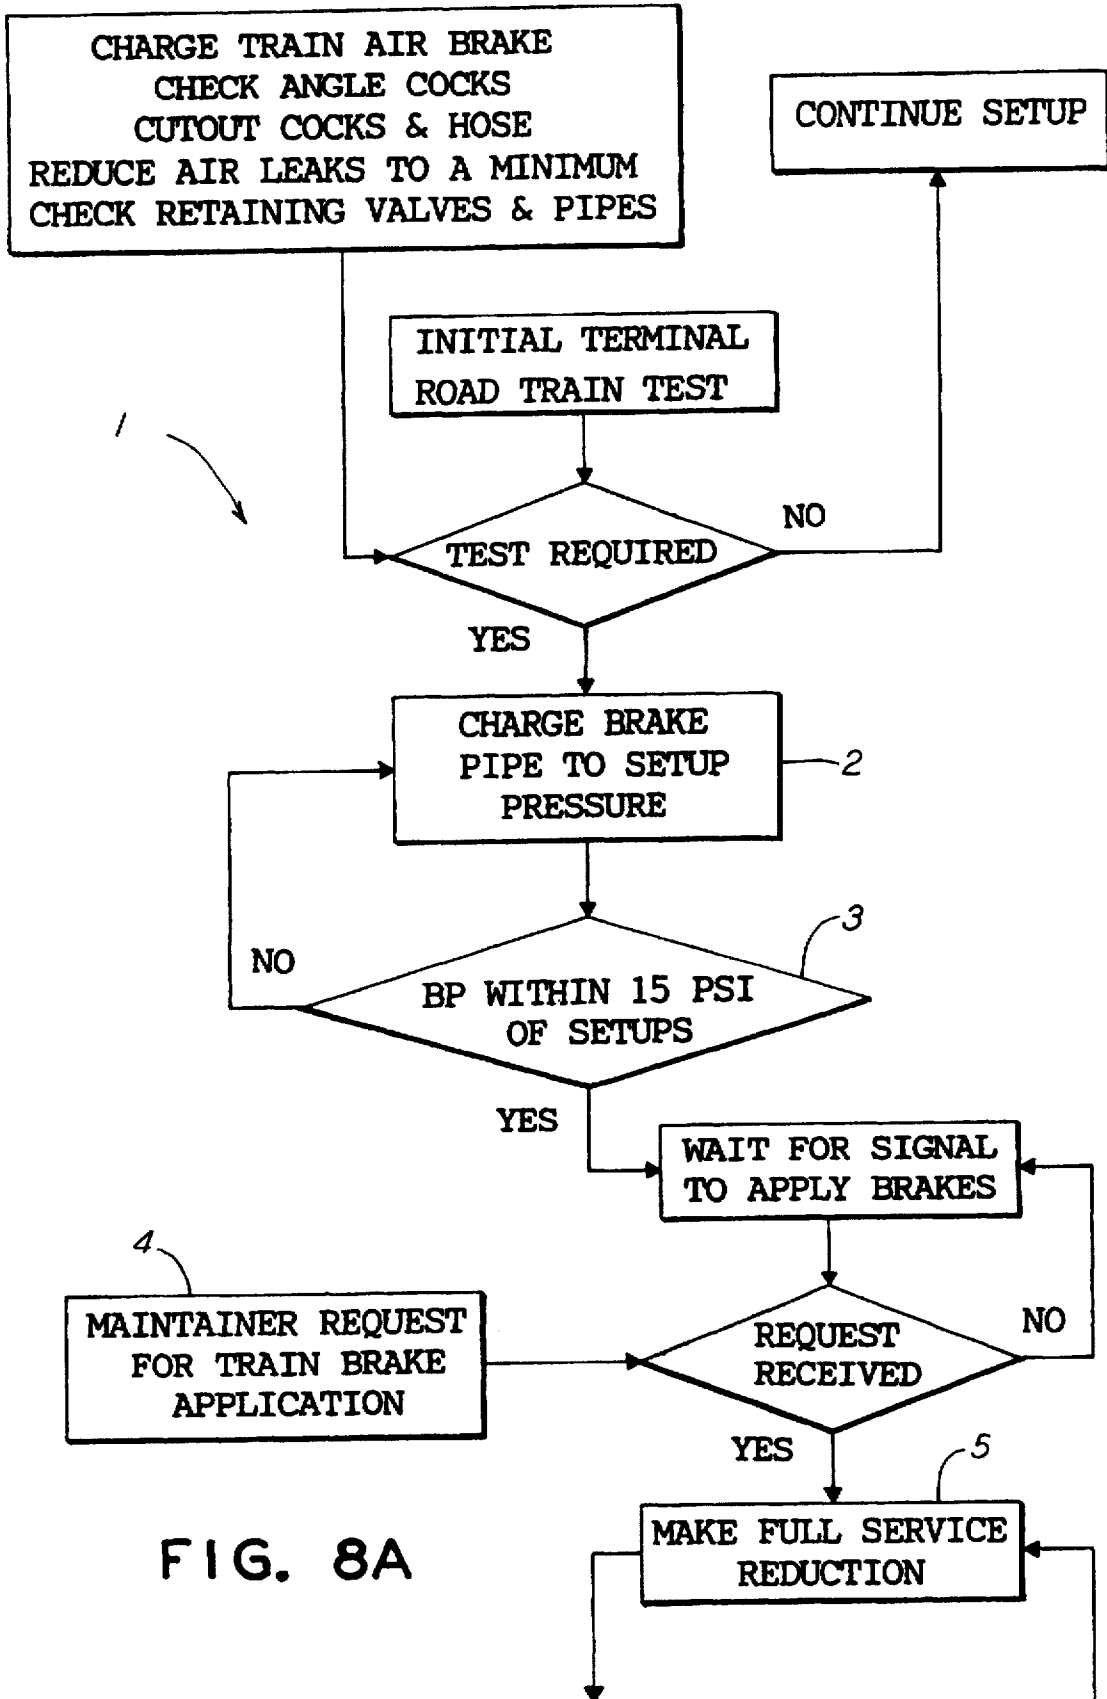 CHARGE TRAIN AIR BRAKE
CHECK ANGLE COCKS
CUTOUT COCKS & HOSE
REDUCE AIR LEAKS TO A MINIMUM
CHECK RETAINING VALVES & PIPES
CONTINUE SETUP
INITIAL TERMINAL
ROAD TRAIN TEST
1
TEST REQUIRED
NO
YES
CHARGE BRAKE
PIPE TO SETUP
PRESSURE
2
3
BP WITHIN 15 PSI
OF SETUPS
NO
YES
WAIT FOR SIGNAL
TO APPLY BRAKES
4
MAINTAINER REQUEST
FOR TRAIN BRAKE
APPLICATION
REQUEST
RECEIVED
NO
YES
5
MAKE FULL SERVICE
REDUCTION
FIG. 8A